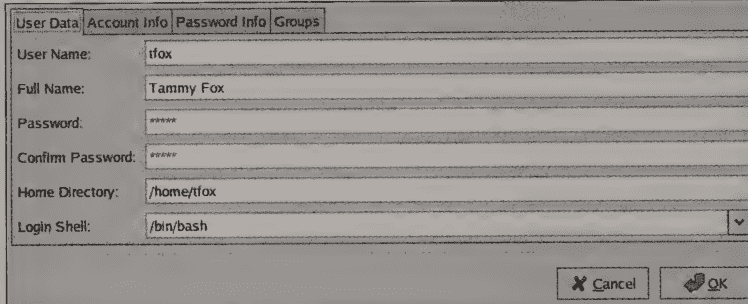 User Data Account Info Password Info Groups
User Name: tfox
Full Name: Tammy Fox
Password: *****
Confirm Password: *****
Home Directory: /home/tfox
Login Shell: /bin/bash
Cancel OK